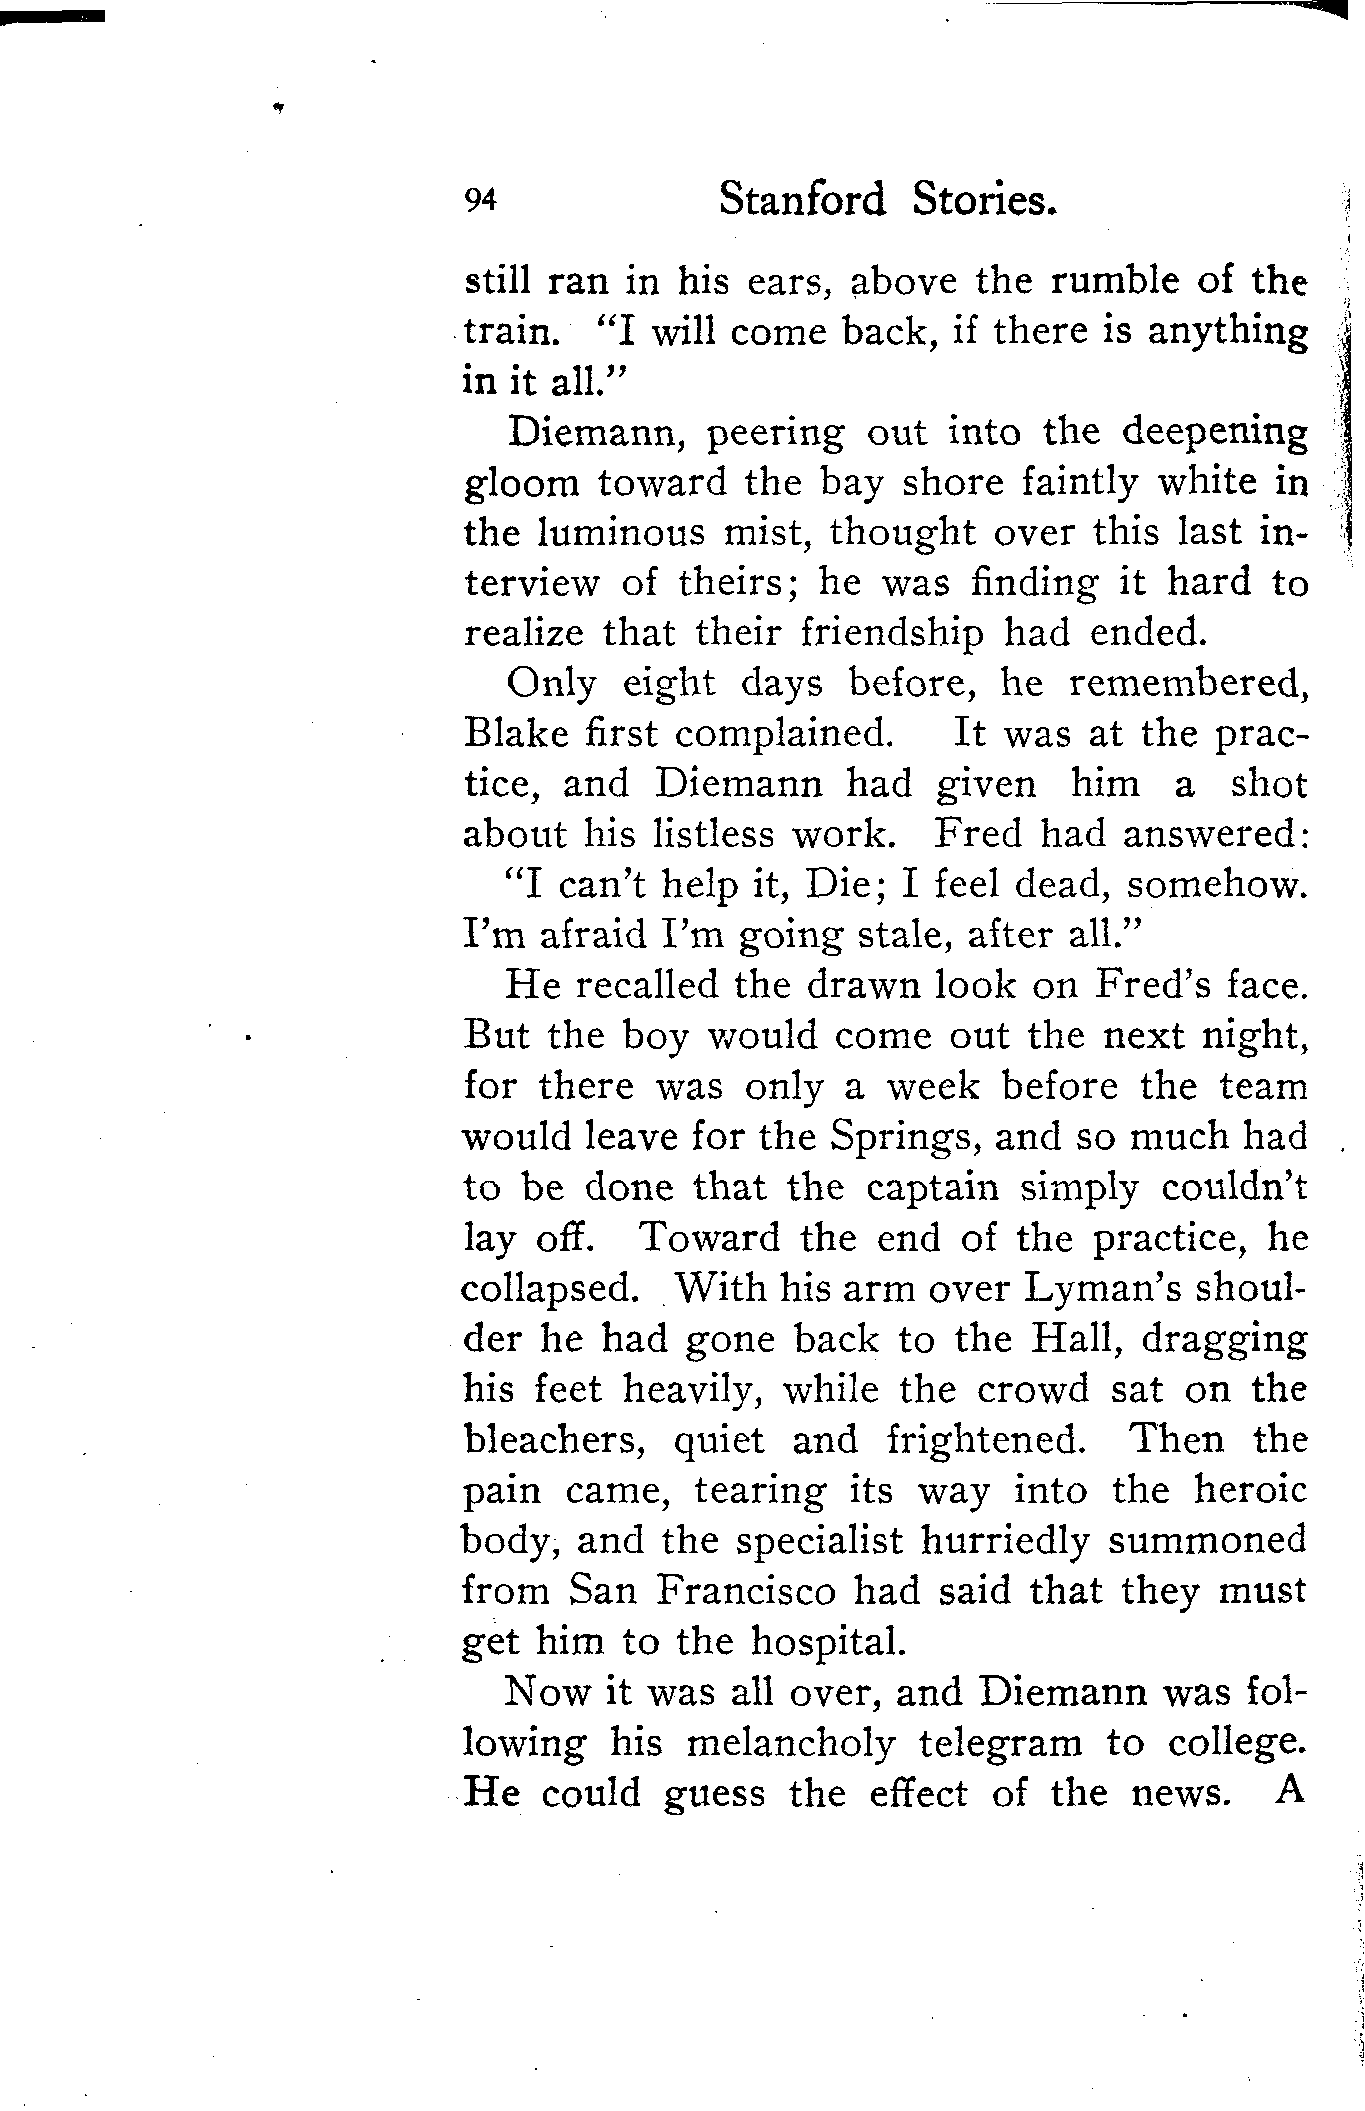 94 Stanford Stories.
still ran in his ears, above the rumble of the
train. "I will come back, if there is anything
in it all."
Diemann, peering out into the deepening
gloom toward the bay shore faintly white in
the luminous mist, thought over this last in-
terview of theirs; he was finding it hard to
realize that their friendship had ended.
Only eight days before, he remembered,
Blake first complained. It was at the prac-
tice, and Diemann had given him a shot
about his listless work. Fred had answered:
"I can't help it, Die; I feel dead, somehow.
I'm afraid I'm going stale, after all."
He recalled the drawn look on Fred's face.
But the boy would come out the next night,
for there was only a week before the team
would leave for the Springs, and so much had
to be done that the captain simply couldn't
lay off. Toward the end of the practice, he
collapsed. With his arm over Lyman's shoul-
der he had gone back to the Hall, dragging
his feet heavily, while the crowd sat on the
bleachers, quiet and frightened. Then the
pain came, tearing its way into the heroic
body, and the specialist hurriedly summoned
from San Francisco had said that they must
get him to the hospital.
Now it was all over, and Diemann was fol-
lowing his melancholy telegram to college.
He could guess the effect of the news. A